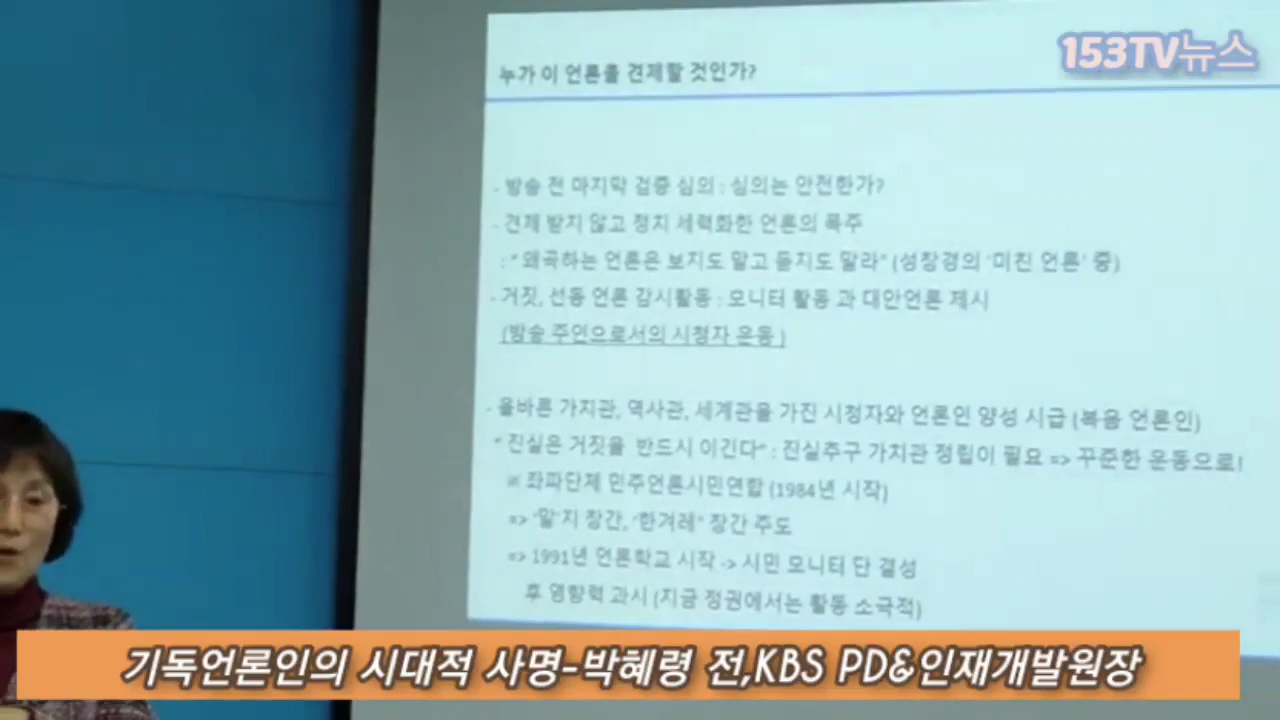 153TV뉴스
누가 이 언론을 견제할 것인가?
- 방송 전 마지막 검증 심의 : 심의는 안전한가?
- 견제 받지 않고 정치 세력화한 언론의 폭주
: " 왜곡하는 언론은 보지도 말고 듣지도 말라" (성창경의 '미친 언론' 중)
- 거짓, 선동 언론 감시활동 : 모니터 활동 과 대안언론 제시
(방송 주인으로서의 시청자 운동 )
- 올바른 가치관, 역사관, 세계관을 가진 시청자와 언론인 양성 시급 (복음 언론인)
" 진실은 거짓을 반드시 이긴다" : 진실추구 가치관 정립이 필요 => 꾸준한 운동으로!
※ 좌파단체 민주언론시민연합 (1984년 시작)
=> '말'지 창간, '한겨레" 창간 주도
=> 1991년 언론학교 시작 -> 시민 모니터 단 결성
후 영향력 과시 (지금 정권에서는 활동 소극적)
기독언론인의 시대적 사명-박혜령 전,KBS PD&인재개발원장